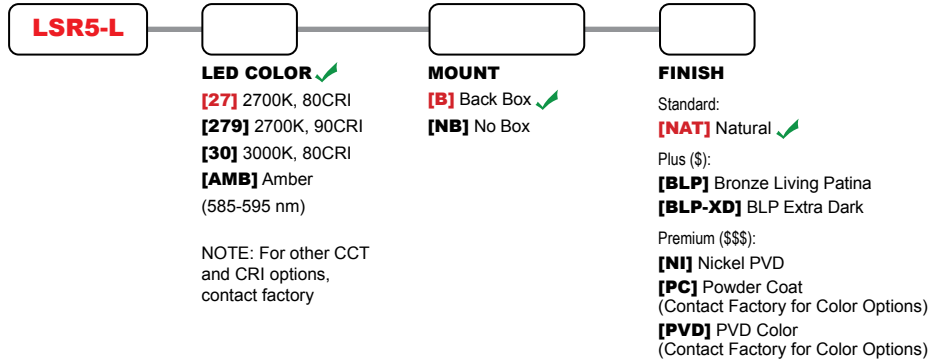 LSR5-L
LED COLOR
[27] 2700K, 80CRI
[279] 2700K, 90CRI
[30] 3000K, 80CRI
[AMB] Amber
(585-595 nm)
NOTE: For other CCT
and CRI options,
contact factory
MOUNT
[B] Back Box
[NB] No Box
FINISH
Standard:
[NAT] Natural
Plus ($):
[BLP] Bronze Living Patina
[BLP-XD] BLP Extra Dark
Premium ($$$):
[NI] Nickel PVD
[PC] Powder Coat
(Contact Factory for Color Options)
[PVD] PVD Color
(Contact Factory for Color Options)